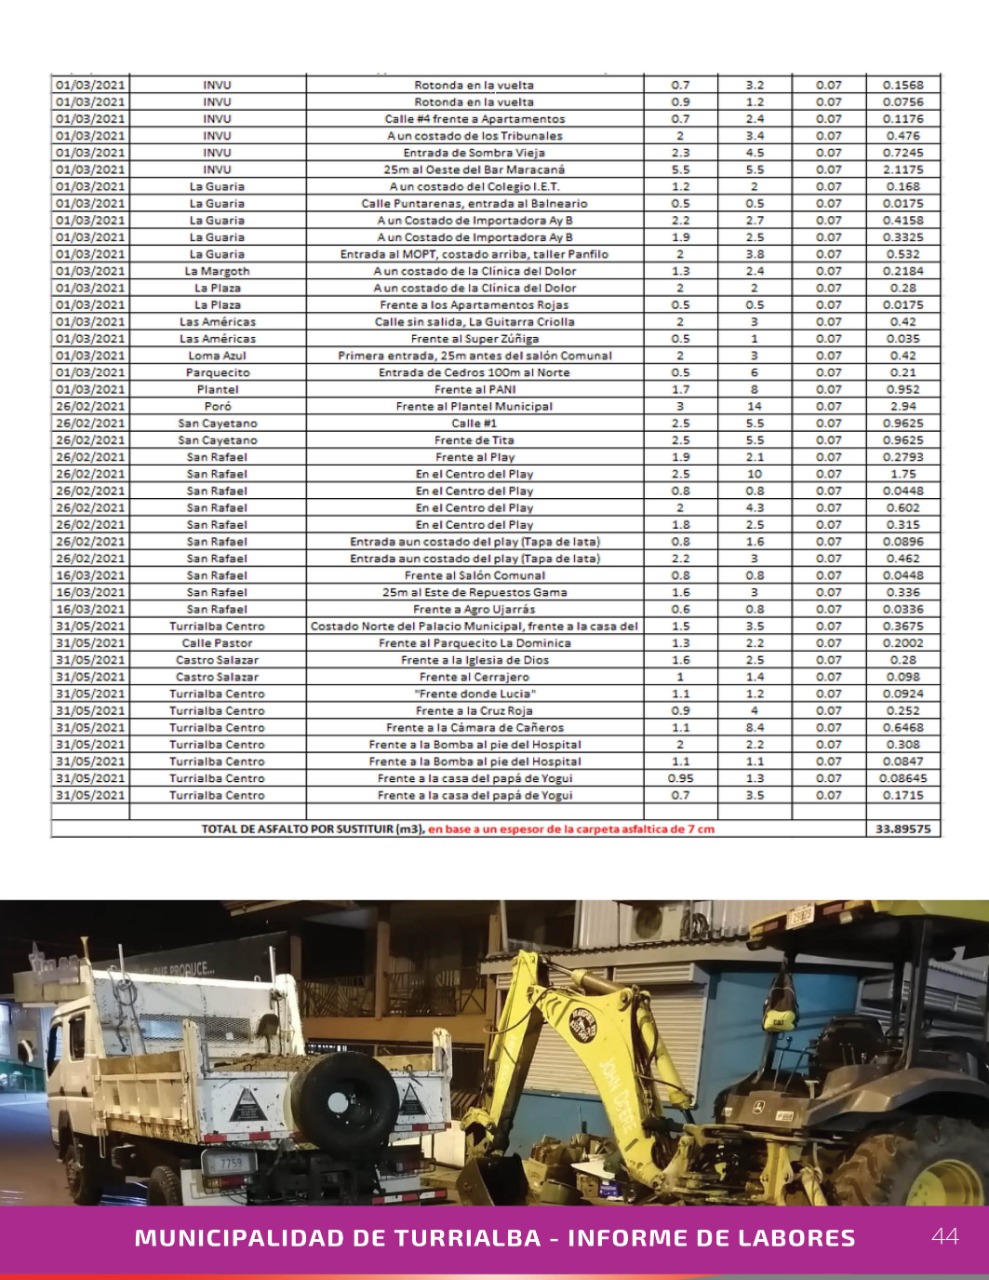 01/03/2021 INVU Rotonda en la vuelta 0.7 3.2 0.07 0.1568
01/03/2021 INVU Rotonda en la vuelta 0.9 1.2 0.07 0.0756
01/03/2021 INVU Calle #4 frente a Apartamentos 0.7 2.4 0.07 0.1176
01/03/2021 INVU A un costado de los Tribunales 2 3.4 0.07 0.476
01/03/2021 INVU Entrada de Sombra Vieja 2.3 4.5 0.07 0.7245
01/03/2021 INVU 25m al Oeste del Bar Maracaná 5.5 5.5 0.07 2.1175
01/03/2021 La Guaria A un costado del Colegio I.E.T. 1.2 2 0.07 0.168
01/03/2021 La Guaria Calle Puntarenas, entrada al Balneario 0.5 0.5 0.07 0.0175
01/03/2021 La Guaria A un Costado de Importadora Ay B 2.2 2.7 0.07 0.4158
01/03/2021 La Guaria A un Costado de Importadora Ay B 1.9 2.5 0.07 0.3325
01/03/2021 La Guaria Entrada al MOPT, costado arriba, taller Panfilo 2 3.8 0.07 0.532
01/03/2021 La Margoth A un costado de la Clínica del Dolor 1.3 2.4 0.07 0.2184
01/03/2021 La Plaza A un costado de la Clínica del Dolor 2 2 0.07 0.28
01/03/2021 La Plaza Frente a los Apartamentos Rojas 0.5 0.5 0.07 0.0175
01/03/2021 Las Américas Calle sin salida, La Guitarra Criolla 2 3 0.07 0.42
01/03/2021 Las Américas Frente al Super Zúñiga 0.5 1 0.07 0.035
01/03/2021 Loma Azul Primera entrada, 25m antes del salón Comunal 2 3 0.07 0.42
01/03/2021 Parquecito Entrada de Cedros 100m al Norte 0.5 6 0.07 0.21
01/03/2021 Plantel Frente al PANI 1.7 8 0.07 0.952
26/02/2021 Poró Frente al Plantel Municipal 3 14 0.07 2.94
26/02/2021 San Cayetano Calle #1 2.5 5.5 0.07 0.9625
26/02/2021 San Cayetano Frente de Tita 2.5 5.5 0.07 0.9625
26/02/2021 San Rafael Frente al Play 1.9 2.1 0.07 0.2793
26/02/2021 San Rafael En el Centro del Play 2.5 10 0.07 1.75
26/02/2021 San Rafael En el Centro del Play 0.8 0.8 0.07 0.0448
26/02/2021 San Rafael En el Centro del Play 2 4.3 0.07 0.602
26/02/2021 San Rafael En el Centro del Play 1.8 2.5 0.07 0.315
26/02/2021 San Rafael Entrada aun costado del play (Tapa de lata) 0.8 1.6 0.07 0.0896
26/02/2021 San Rafael Entrada aun costado del play (Tapa de lata) 2.2 3 0.07 0.462
16/03/2021 San Rafael Frente al Salón Comunal 0.8 0.8 0.07 0.0448
16/03/2021 San Rafael 25m al Este de Repuestos Gama 1.6 3 0.07 0.336
16/03/2021 San Rafael Frente a Agro Ujarrás 0.6 0.8 0.07 0.0336
31/05/2021 Turrialba Centro Costado Norte del Palacio Municipal, frente a la casa del 1.5 3.5 0.07 0.3675
31/05/2021 Calle Pastor Frente al Parquecito La Dominica 1.3 2.2 0.07 0.2002
31/05/2021 Castro Salazar Frente a la Iglesia de Dios 1.6 2.5 0.07 0.28
31/05/2021 Castro Salazar Frente al Cerrajero 1 1.4 0.07 0.098
31/05/2021 Turrialba Centro "Frente donde Lucia" 1.1 1.2 0.07 0.0924
31/05/2021 Turrialba Centro Frente a la Cruz Roja 0.9 4 0.07 0.252
31/05/2021 Turrialba Centro Frente a la Cámara de Cañeros 1.1 8.4 0.07 0.6468
31/05/2021 Turrialba Centro Frente a la Bomba al pie del Hospital 2 2.2 0.07 0.308
31/05/2021 Turrialba Centro Frente a la Bomba al pie del Hospital 1.1 1.1 0.07 0.0847
31/05/2021 Turrialba Centro Frente a la casa del papá de Yogui 0.95 1.3 0.07 0.08645
31/05/2021 Turrialba Centro Frente a la casa del papá de Yogui 0.7 3.5 0.07 0.1715
TOTAL DE ASFALTO POR SUSTITUIR (m3), en base a un espesor de la carpeta asfaltica de 7 cm 33.89575
QUE PRODUCE...
JOHN DEERE
7759
MUNICIPALIDAD DE TURRIALBA - INFORME DE LABORES 44